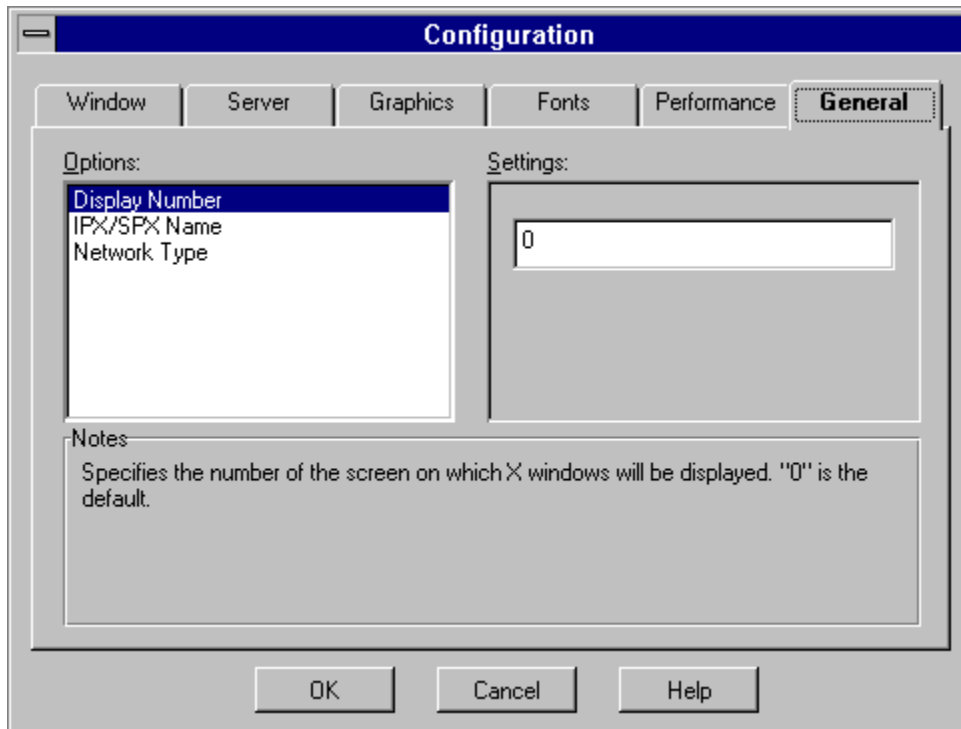 Configuration
Window Server Graphics Fonts Performance General
Options:
Display Number
IPX/SPX Name
Network Type
Settings:
0
Notes
Specifies the number of the screen on which X windows will be displayed. "0" is the
default.
OK Cancel Help